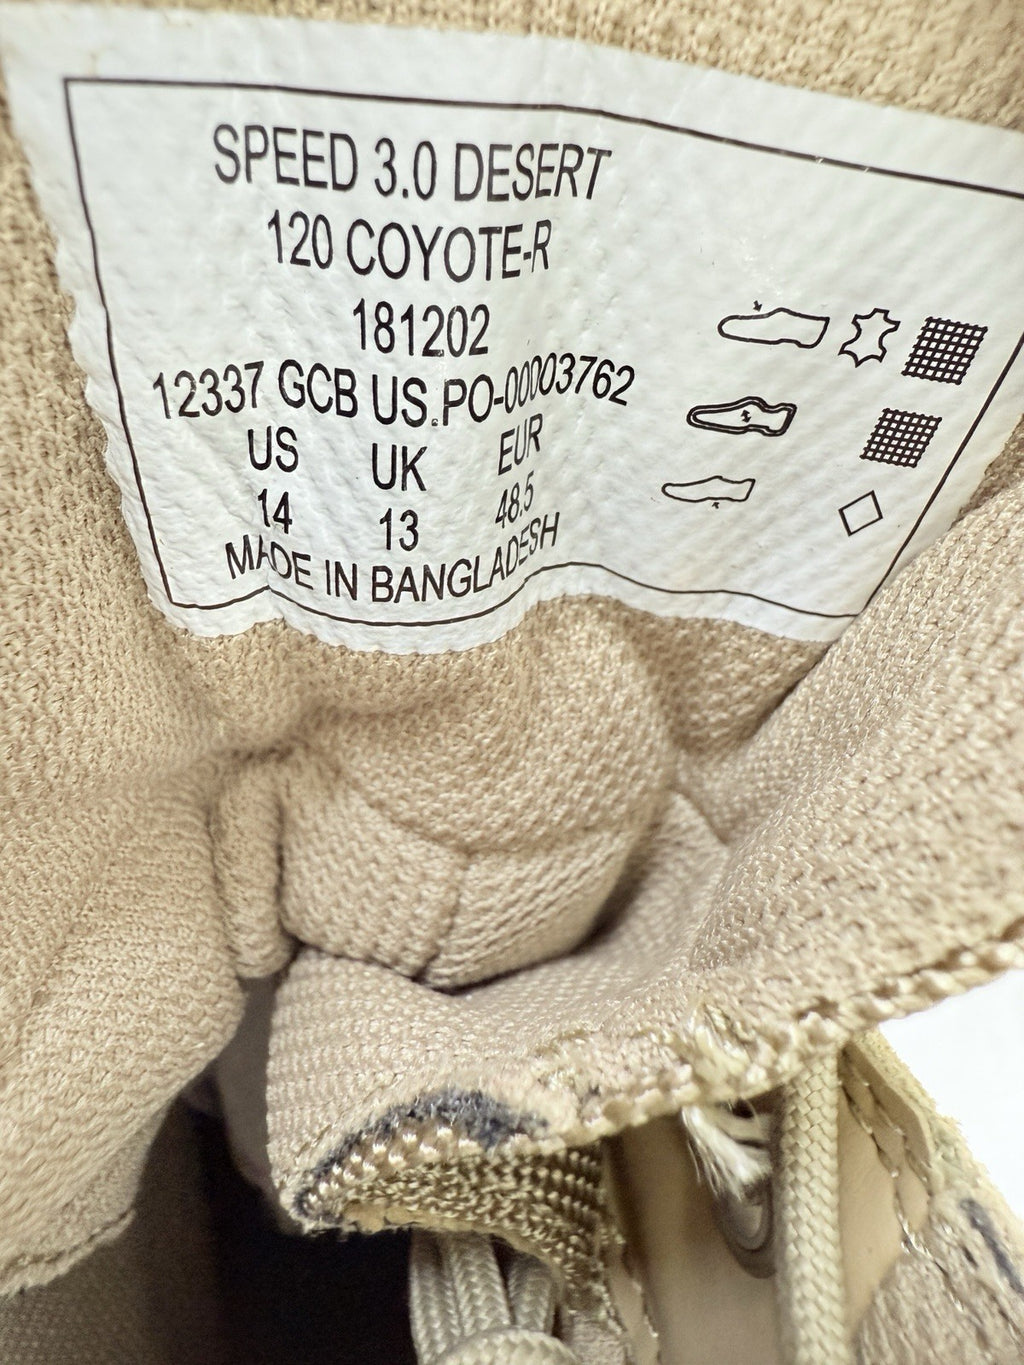 SPEED 3.0 DESERT
120 COYOTE-R
181202
12337 GCB US.PO-00003762
US UK EUR
14 13 48.5
MADE IN BANGLADESH